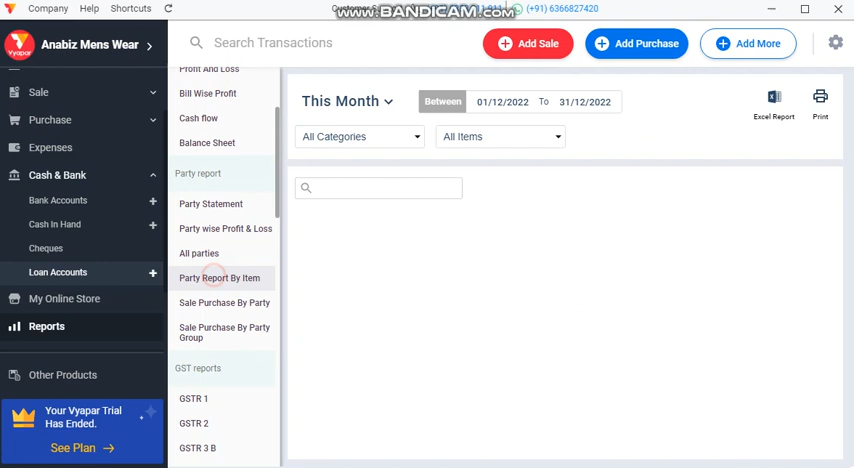 Company Help Shortcuts
Customer S
WWW.BANDICAM.COM
(+91) 6366827420
Vyapar
Anabiz Mens Wear
Search Transactions
Add Sale
Add Purchase
Add More
Sale
Purchase
Expenses
Cash & Bank
Bank Accounts
Cash In Hand
Cheques
Loan Accounts
My Online Store
Reports
Other Products
Your Vyapar Trial
Has Ended.
See Plan
Profit And Loss
Bill Wise Profit
Cash flow
Balance Sheet
Party report
Party Statement
Party wise Profit & Loss
All parties
Party Report By Item
Sale Purchase By Party
Sale Purchase By Party
Group
GST reports
GSTR 1
GSTR 2
GSTR 3 B
This Month
Between 01/12/2022 To 31/12/2022
Excel Report
Print
All Categories
All Items